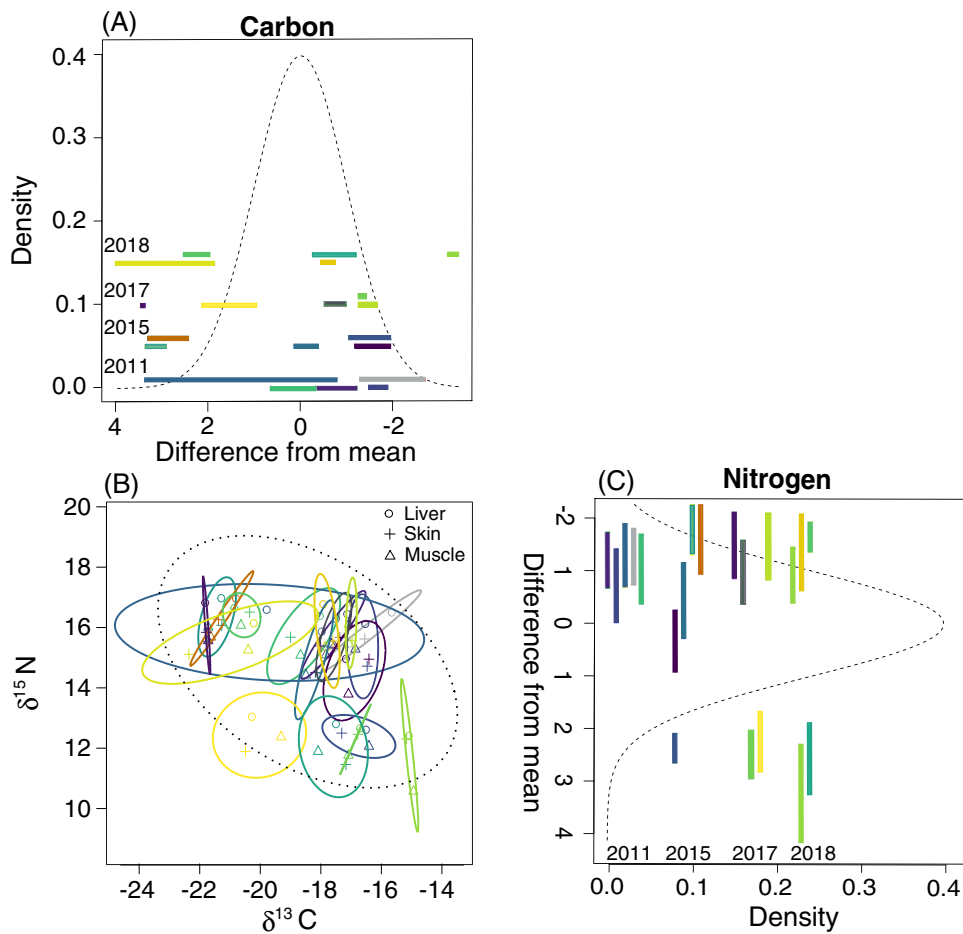 (A)
Carbon
0.4
0.3
0.2
0.1
0.0
Density
2018
2017
2015
2011
4 2 0 -2
Difference from mean
(B)
20
18
16
14
12
10
δ¹⁵ N
Liver
Skin
Muscle
-24 -22 -20 -18 -16 -14
δ¹³ C
(C)
Nitrogen
-2
-1
0
1
2
3
4
Difference from mean
2011 2015 2017 2018
0.0 0.1 0.2 0.3 0.4
Density